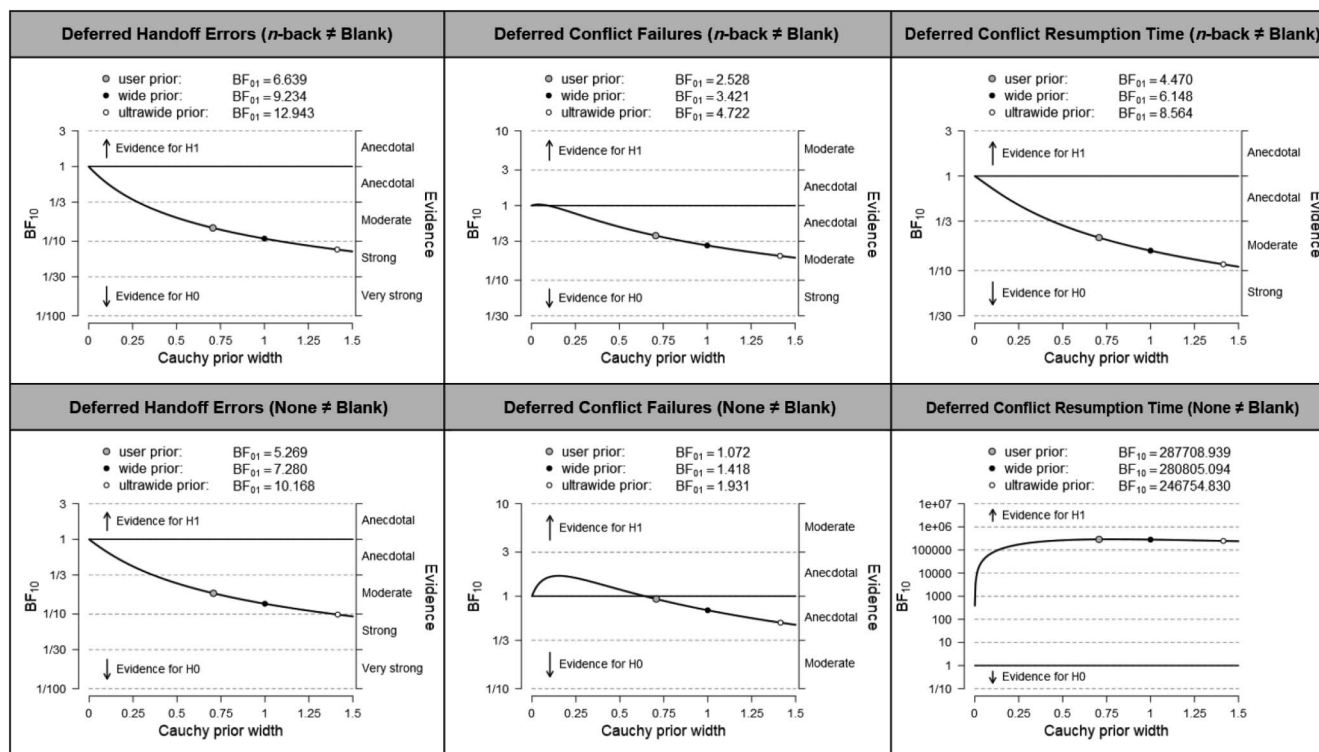 Deferred Handoff Errors (n-back ≠ Blank)
user prior: BF01 = 6.639
wide prior: BF01 = 9.234
ultrawide prior: BF01 = 12.943
3
1
1/3
1/10
1/30
1/100
BF10
Evidence for H1
Evidence for H0
Anecdotal
Anecdotal
Moderate
Strong
Very strong
Evidence
0 0.25 0.5 0.75 1 1.25 1.5
Cauchy prior width
Deferred Conflict Failures (n-back ≠ Blank)
user prior: BF01 = 2.528
wide prior: BF01 = 3.421
ultrawide prior: BF01 = 4.722
10
3
1
1/3
1/10
1/30
BF10
Evidence for H1
Evidence for H0
Moderate
Anecdotal
Anecdotal
Moderate
Strong
Evidence
0 0.25 0.5 0.75 1 1.25 1.5
Cauchy prior width
Deferred Conflict Resumption Time (n-back ≠ Blank)
user prior: BF01 = 4.470
wide prior: BF01 = 6.148
ultrawide prior: BF01 = 8.564
3
1
1/3
1/10
1/30
BF10
Evidence for H1
Evidence for H0
Anecdotal
Anecdotal
Moderate
Strong
Evidence
0 0.25 0.5 0.75 1 1.25 1.5
Cauchy prior width
Deferred Handoff Errors (None ≠ Blank)
user prior: BF01 = 5.269
wide prior: BF01 = 7.280
ultrawide prior: BF01 = 10.168
3
1
1/3
1/10
1/30
1/100
BF10
Evidence for H1
Evidence for H0
Anecdotal
Anecdotal
Moderate
Strong
Very strong
Evidence
0 0.25 0.5 0.75 1 1.25 1.5
Cauchy prior width
Deferred Conflict Failures (None ≠ Blank)
user prior: BF01 = 1.072
wide prior: BF01 = 1.418
ultrawide prior: BF01 = 1.931
10
3
1
1/3
1/10
BF10
Evidence for H1
Evidence for H0
Moderate
Anecdotal
Anecdotal
Moderate
Evidence
0 0.25 0.5 0.75 1 1.25 1.5
Cauchy prior width
Deferred Conflict Resumption Time (None ≠ Blank)
user prior: BF10 = 287708.939
wide prior: BF10 = 280805.094
ultrawide prior: BF10 = 246754.830
1e+07
1e+06
100000
10000
1000
100
10
1
1/10
BF10
Evidence for H1
Evidence for H0
0 0.25 0.5 0.75 1 1.25 1.5
Cauchy prior width